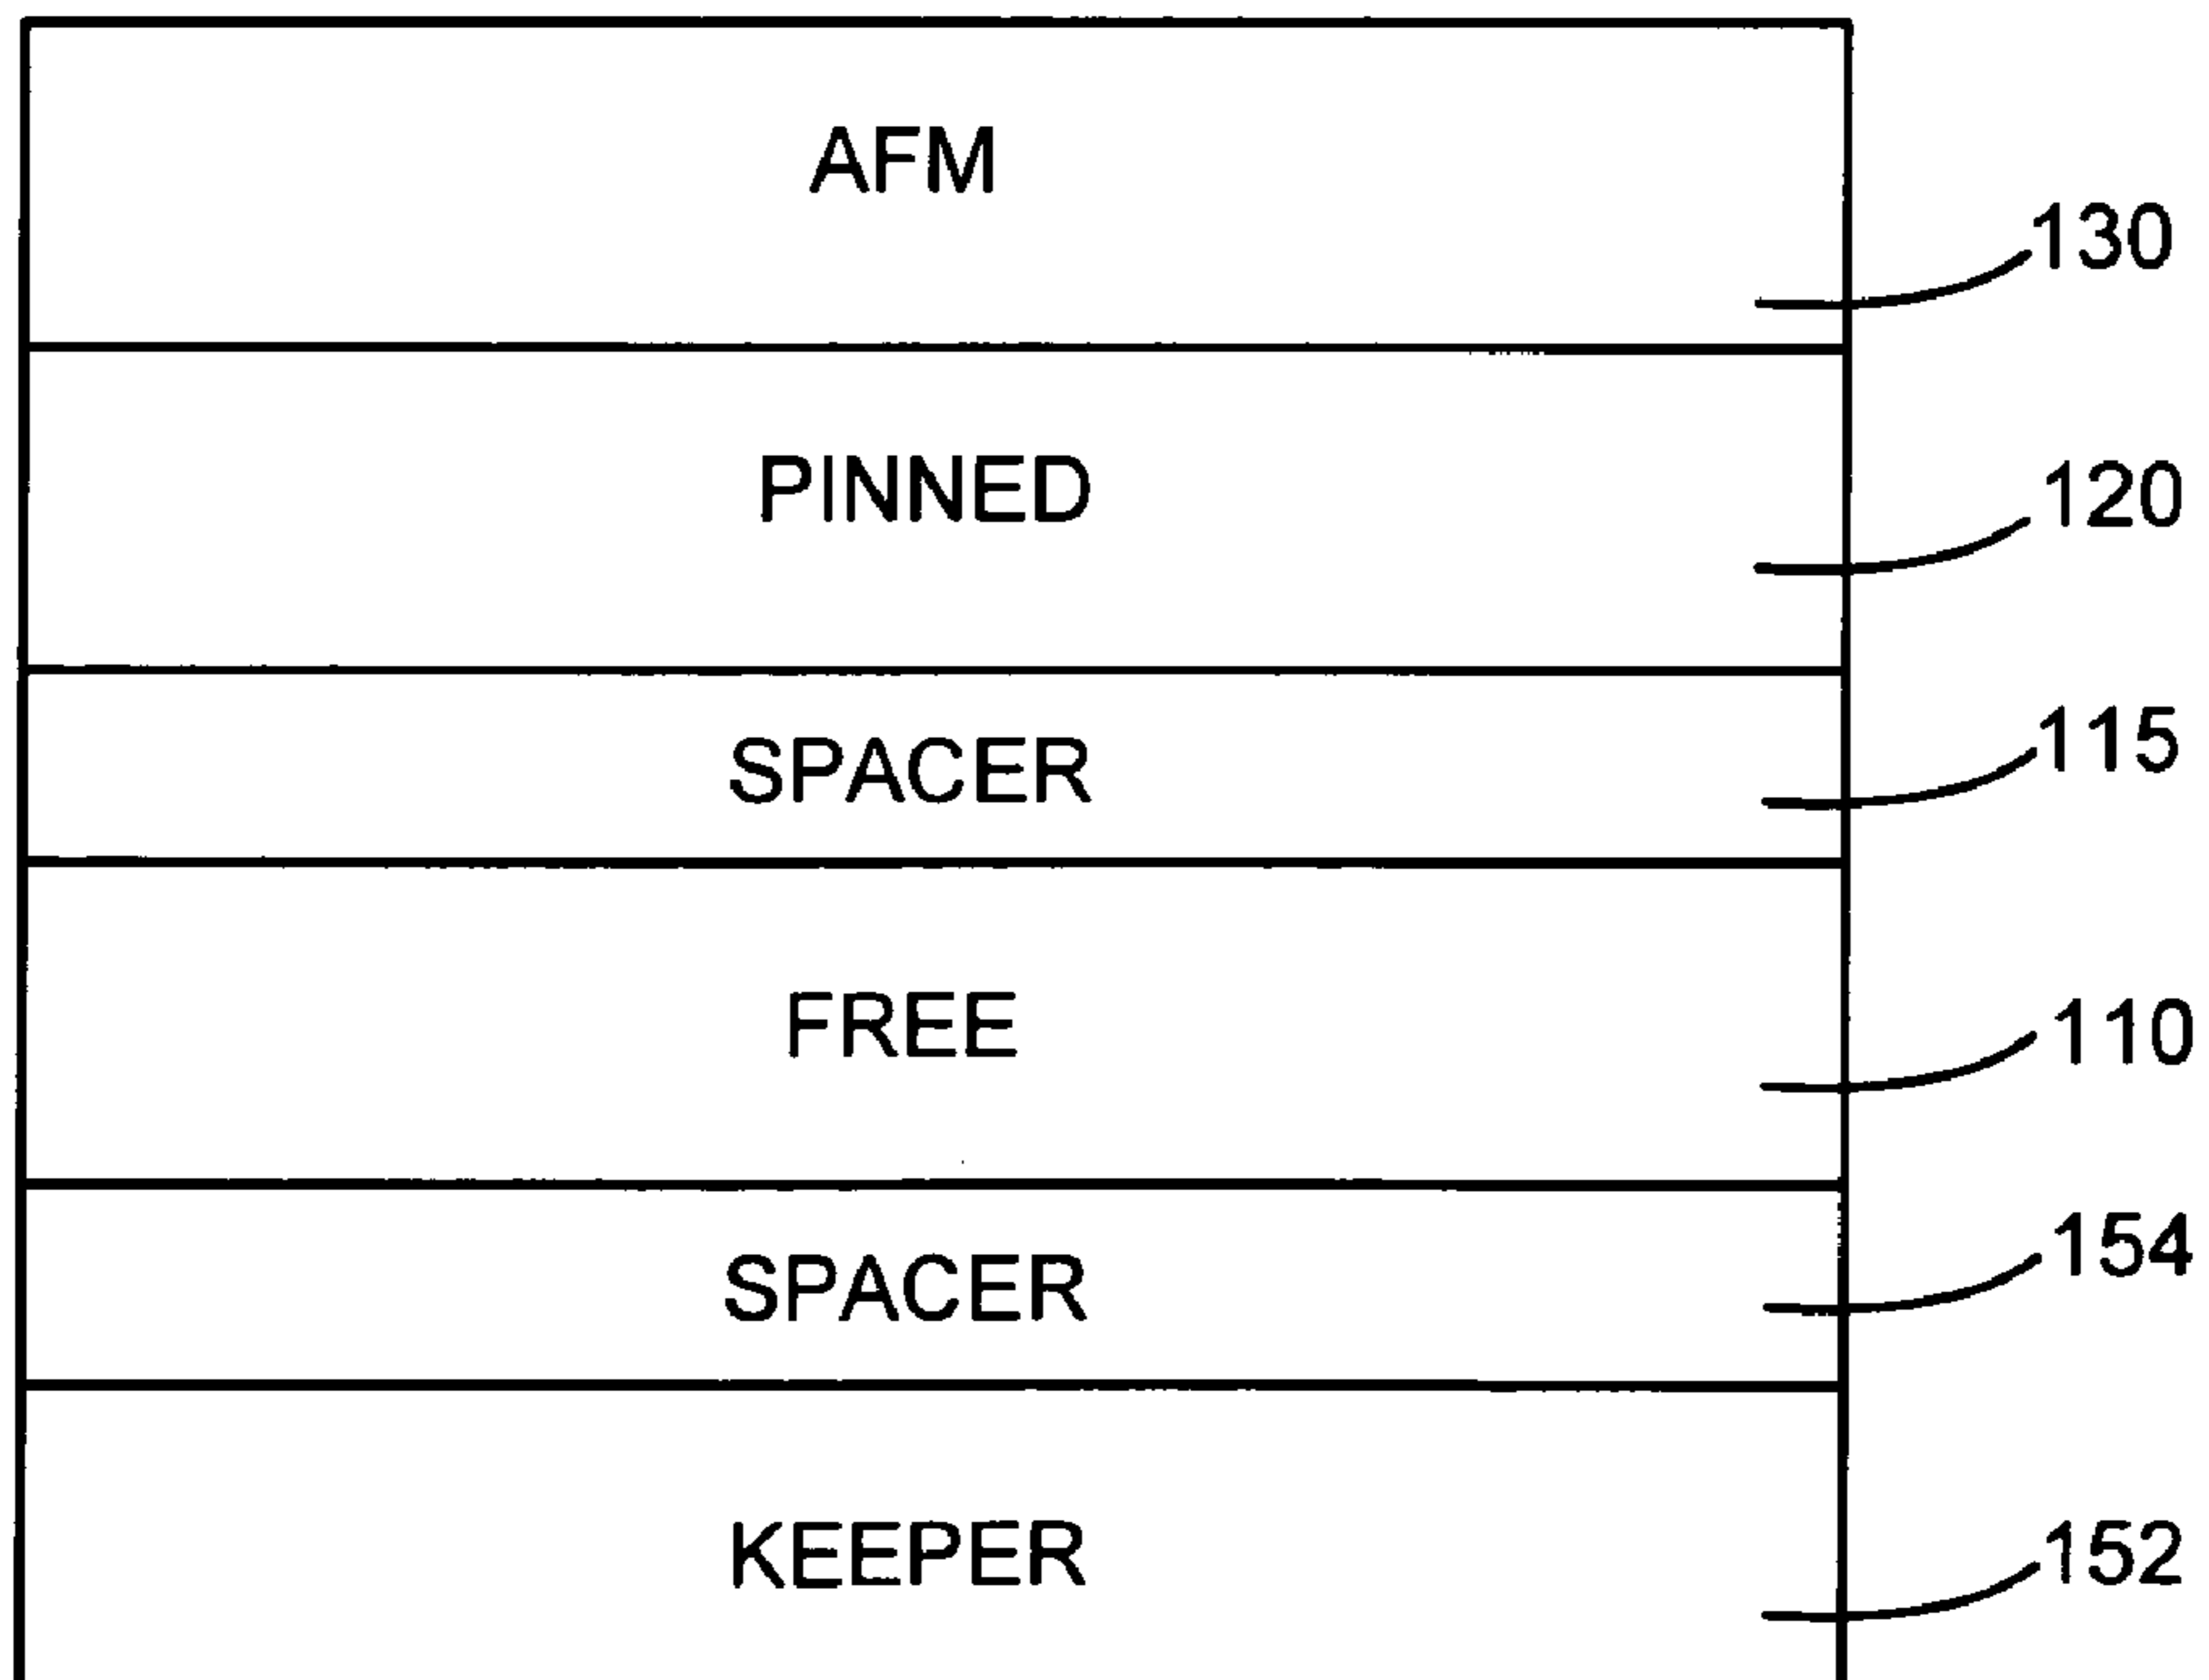 AFM
130
PINNED
120
SPACER
115
FREE
110
SPACER
154
KEEPER
152